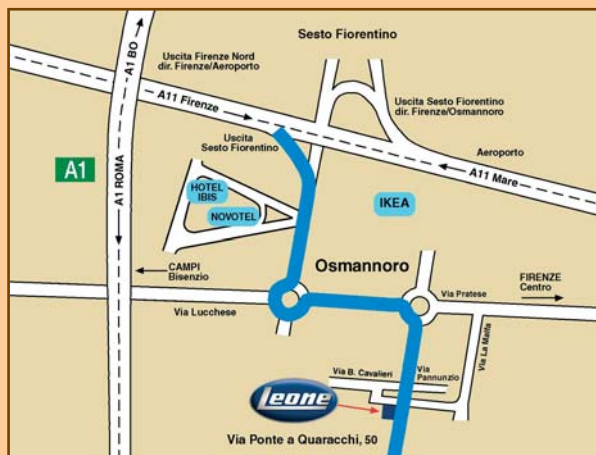 Sesto Fiorentino
A1 BO
Uscita Firenze Nord
dir. Firenze/Aeroporto
A11 Firenze
Uscita Sesto Fiorentino
dir. Firenze/Osmannoro
Uscita
Sesto Fiorentino
Aeroporto
A11 Mare
A1
A1 ROMA
HOTEL
IBIS
NOVOTEL
IKEA
CAMPI
Bisenzio
Osmannoro
FIRENZE
Centro
Via Lucchese
Via Pratese
Via La Malfa
Via B. Cavalieri
Via
Pannunzio
Leone
Via Ponte a Quaracchi, 50